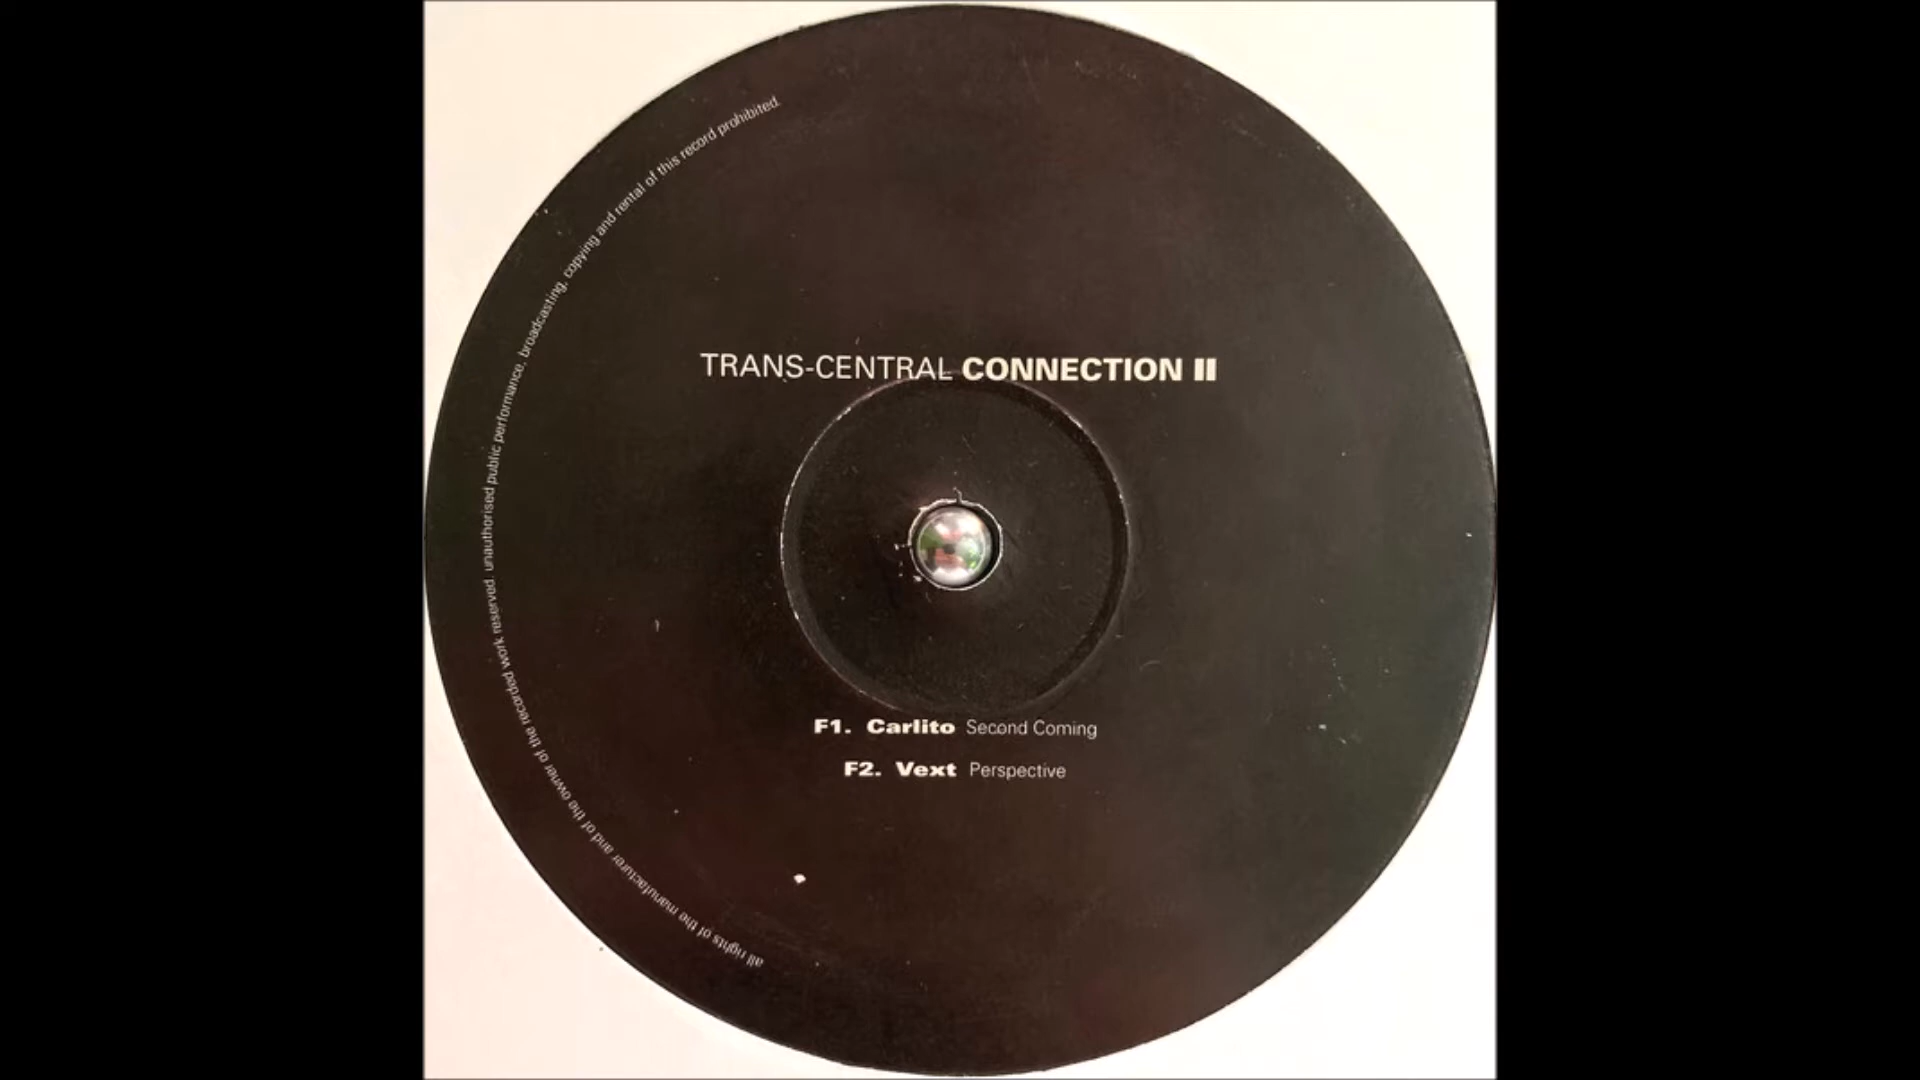 all rights of the manufacturer and of the owner of the recorded work reserved. unauthorised public performance, broadcasting, copying and rental of this record prohibited.
TRANS-CENTRAL CONNECTION II
F1. Carlito Second Coming
F2. Vext Perspective